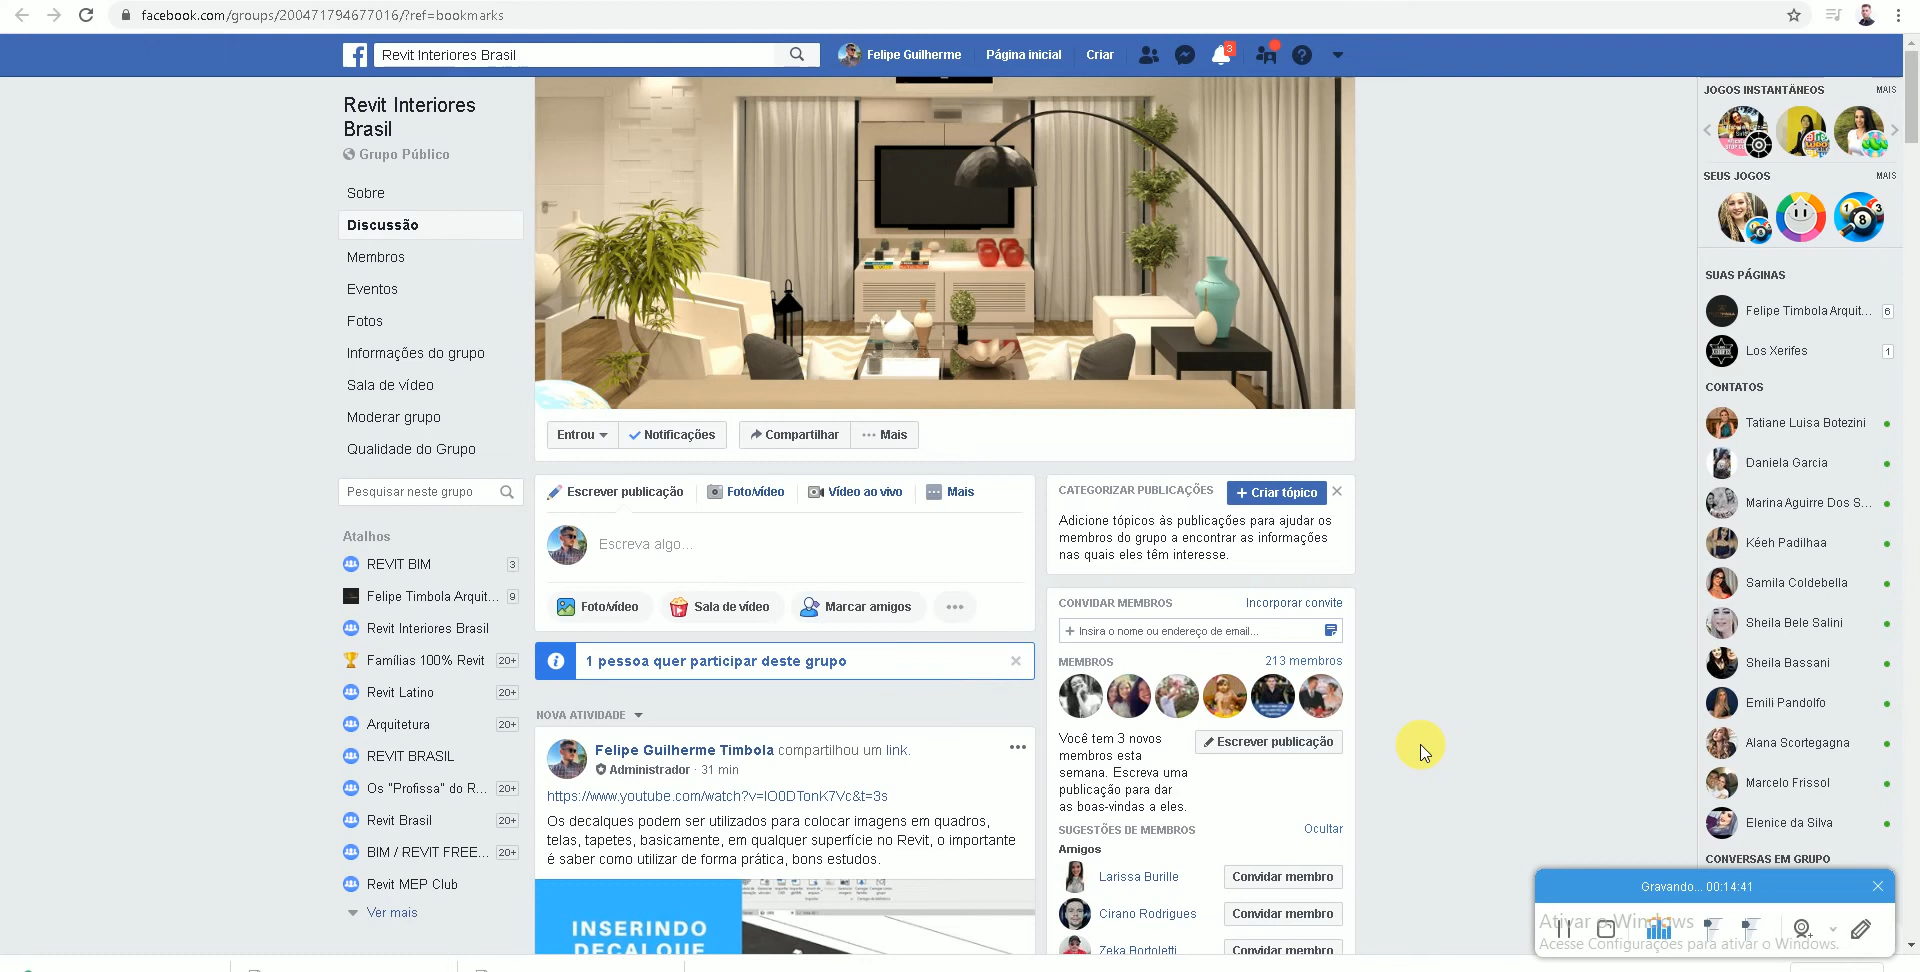 facebook.com/groups/200471794677016/?ref=bookmarks
Revit Interiores Brasil
Felipe Guilherme
Página inicial
Criar
3
Revit Interiores
Brasil
Grupo Público
Sobre
Discussão
Membros
Eventos
Fotos
Informações do grupo
Sala de vídeo
Moderar grupo
Qualidade do Grupo
Pesquisar neste grupo
Atalhos
REVIT BIM 3
Felipe Timbola Arquit... 9
Revit Interiores Brasil
Famílias 100% Revit 20+
Revit Latino 20+
Arquitetura 20+
REVIT BRASIL
Os "Profissa" do R... 20+
Revit Brasil 20+
BIM / REVIT FREE... 20+
Revit MEP Club
Ver mais
Entrou
Notificações
Compartilhar
Mais
Escrever publicação
Foto/vídeo
Vídeo ao vivo
Mais
Escreva algo...
Foto/vídeo
Sala de vídeo
Marcar amigos
1 pessoa quer participar deste grupo
NOVA ATIVIDADE
Felipe Guilherme Timbola compartilhou um link.
Administrador · 31 min
https://www.youtube.com/watch?v=lO0DTonK7Vc&t=3s
Os decalques podem ser utilizados para colocar imagens em quadros,
telas, tapetes, basicamente, em qualquer superfície no Revit, o importante
é saber como utilizar de forma prática, bons estudos.
INSERINDO
DECALQUE
CATEGORIZAR PUBLICAÇÕES
+ Criar tópico
Adicione tópicos às publicações para ajudar os
membros do grupo a encontrar as informações
nas quais eles têm interesse.
CONVIDAR MEMBROS
Incorporar convite
+ Insira o nome ou endereço de email...
MEMBROS
213 membros
Você tem 3 novos
membros esta
semana. Escreva uma
publicação para dar
as boas-vindas a eles.
Escrever publicação
SUGESTÕES DE MEMBROS
Ocultar
Amigos
Larissa Burille
Convidar membro
Cirano Rodrigues
Convidar membro
Zeka Bortoletti
Convidar membro
JOGOS INSTANTÂNEOS
MAIS
SEUS JOGOS
MAIS
SUAS PÁGINAS
Felipe Timbola Arquit... 6
Los Xerifes 1
CONTATOS
Tatiane Luisa Botezini
Daniela Garcia
Marina Aguirre Dos S...
Kéeh Padilhaa
Samila Coldebella
Sheila Bele Salini
Sheila Bassani
Emili Pandolfo
Alana Scortegagna
Marcelo Frissol
Elenice da Silva
CONVERSAS EM GRUPO
Gravando... 00:14:41
Ativar o Windows
Acesse Configurações para ativar o Windows.